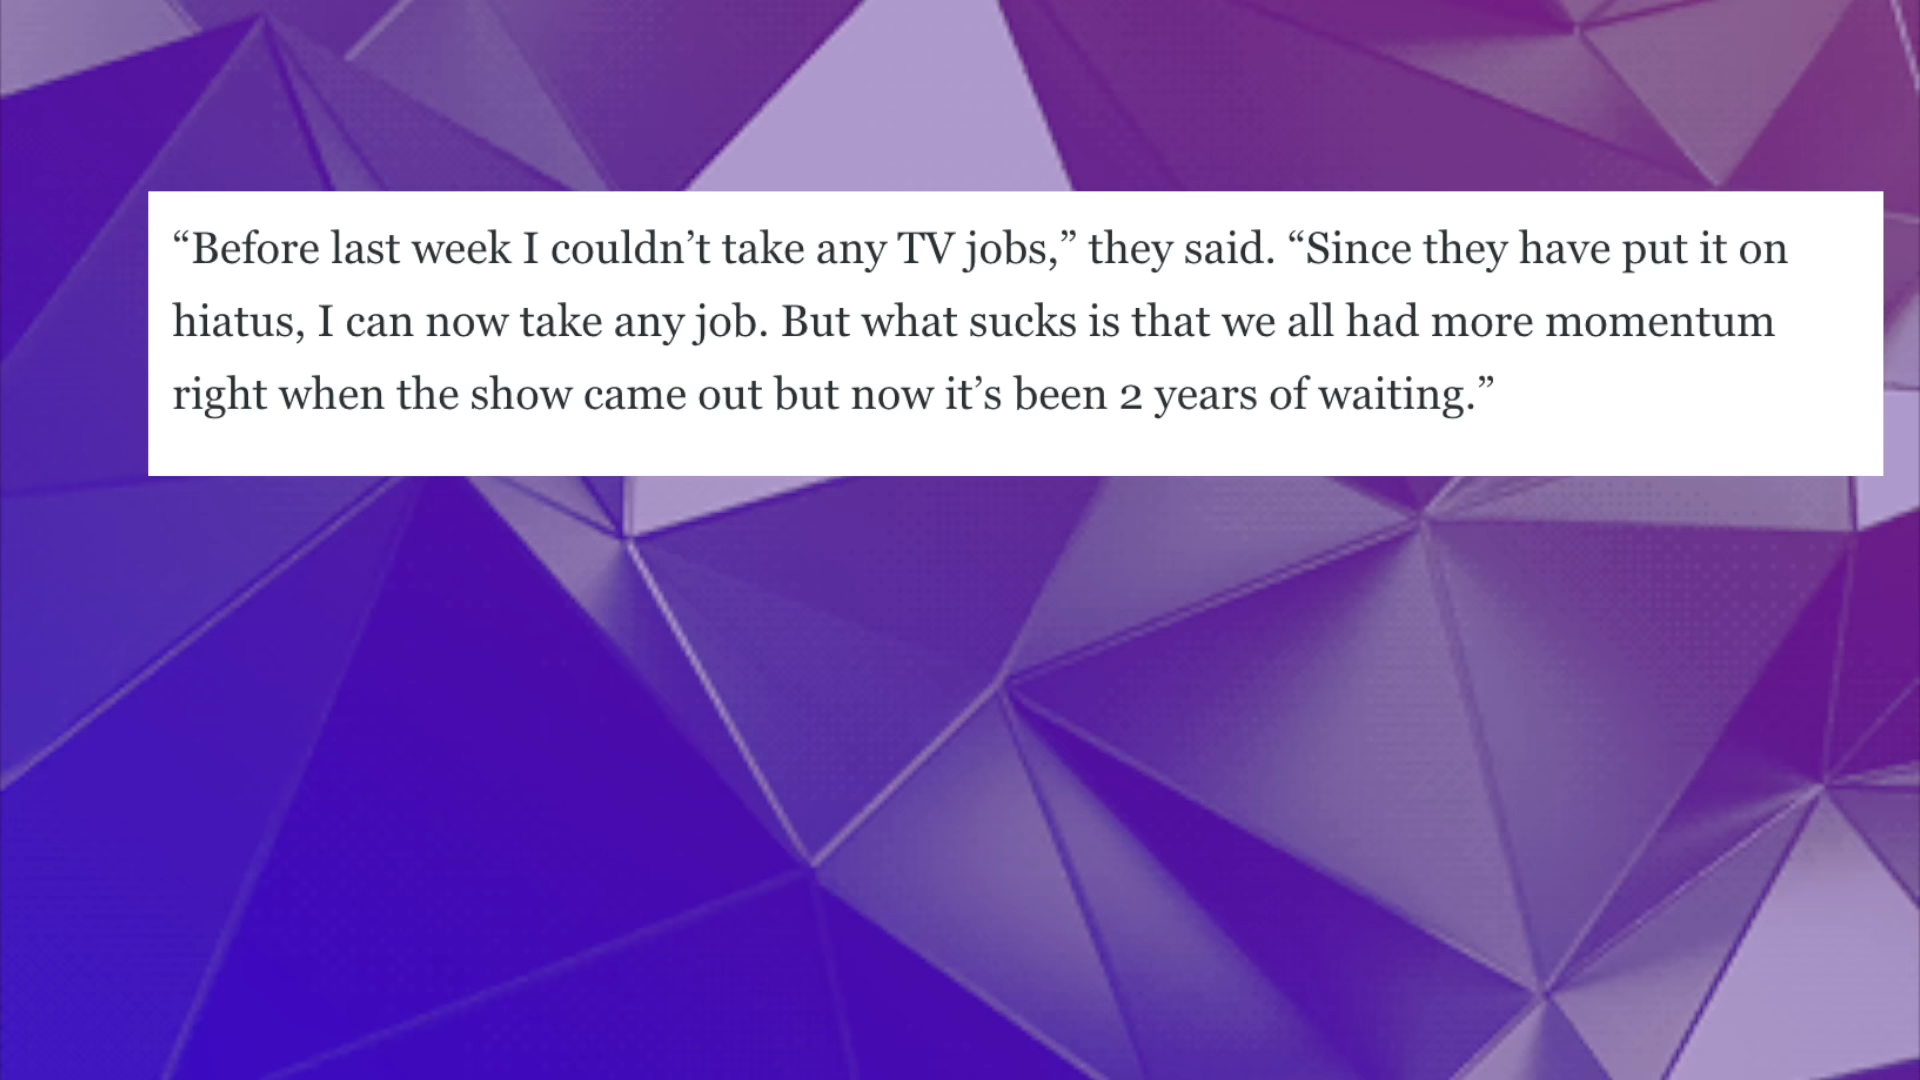 “Before last week I couldn’t take any TV jobs,” they said. “Since they have put it on
hiatus, I can now take any job. But what sucks is that we all had more momentum
right when the show came out but now it’s been 2 years of waiting.”